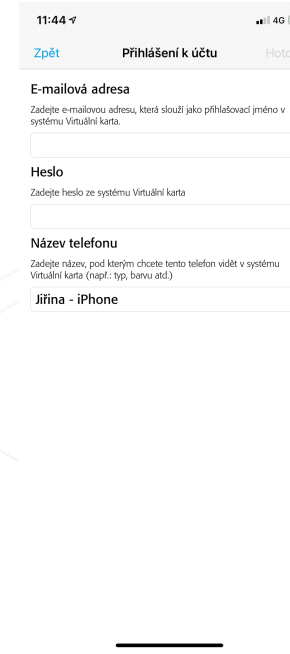 11:44
4G
Zpět
Přihlášení k účtu
E-mailová adresa
Zadejte e-mailovou adresu, která slouží jako přihlašovací jméno v
systému Virtuální karta.
Heslo
Zadejte heslo ze systému Virtuální karta
Název telefonu
Zadejte název, pod kterým chcete tento telefon vidět v systému
Virtuální karta (např.: typ, barvu atd.)
Jiřina - iPhone